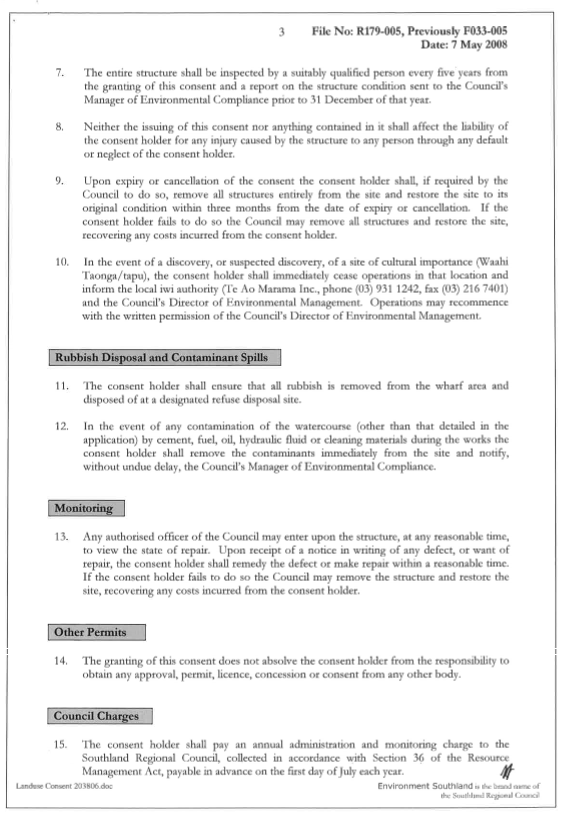 3 File No: R179-005, Previously F033-005
Date: 7 May 2008
7. The entire structure shall be inspected by a suitably qualified person every five years from
the granting of this consent and a report on the structure condition sent to the Council's
Manager of Environmental Compliance prior to 31 December of that year.
8. Neither the issuing of this consent nor anything contained in it shall affect the liability of
the consent holder for any injury caused by the structure to any person through any default
or neglect of the consent holder.
9. Upon expiry or cancellation of the consent the consent holder shall, if required by the
Council to do so, remove all structures entirely from the site and restore the site to its
original condition within three months from the date of expiry or cancellation. If the
consent holder fails to do so the Council may remove all structures and restore the site,
recovering any costs incurred from the consent holder.
10. In the event of a discovery, or suspected discovery, of a site of cultural importance (Waahi
Taonga/tapu), the consent holder shall immediately cease operations in that location and
inform the local iwi authority (Te Ao Marama Inc., phone (03) 931 1242, fax (03) 216 7401)
and the Council's Director of Environmental Management. Operations may recommence
with the written permission of the Council's Director of Environmental Management.
Rubbish Disposal and Contaminant Spills
11. The consent holder shall ensure that all rubbish is removed from the wharf area and
disposed of at a designated refuse disposal site.
12. In the event of any contamination of the watercourse (other than that detailed in the
application) by cement, fuel, oil, hydraulic fluid or cleaning materials during the works the
consent holder shall remove the contaminants immediately from the site and notify,
without undue delay, the Council's Manager of Environmental Compliance.
Monitoring
13. Any authorised officer of the Council may enter upon the structure, at any reasonable time,
to view the state of repair. Upon receipt of a notice in writing of any defect, or want of
repair, the consent holder shall remedy the defect or make repair within a reasonable time.
If the consent holder fails to do so the Council may remove the structure and restore the
site, recovering any costs incurred from the consent holder.
Other Permits
14. The granting of this consent does not absolve the consent holder from the responsibility to
obtain any approval, permit, licence, concession or consent from any other body.
Council Charges
15. The consent holder shall pay an annual administration and monitoring charge to the
Southland Regional Council, collected in accordance with Section 36 of the Resource
Management Act, payable in advance on the first day of July each year.
Landuse Consent 203806.doc Environment Southland is the brand name of
the Southland Regional Council